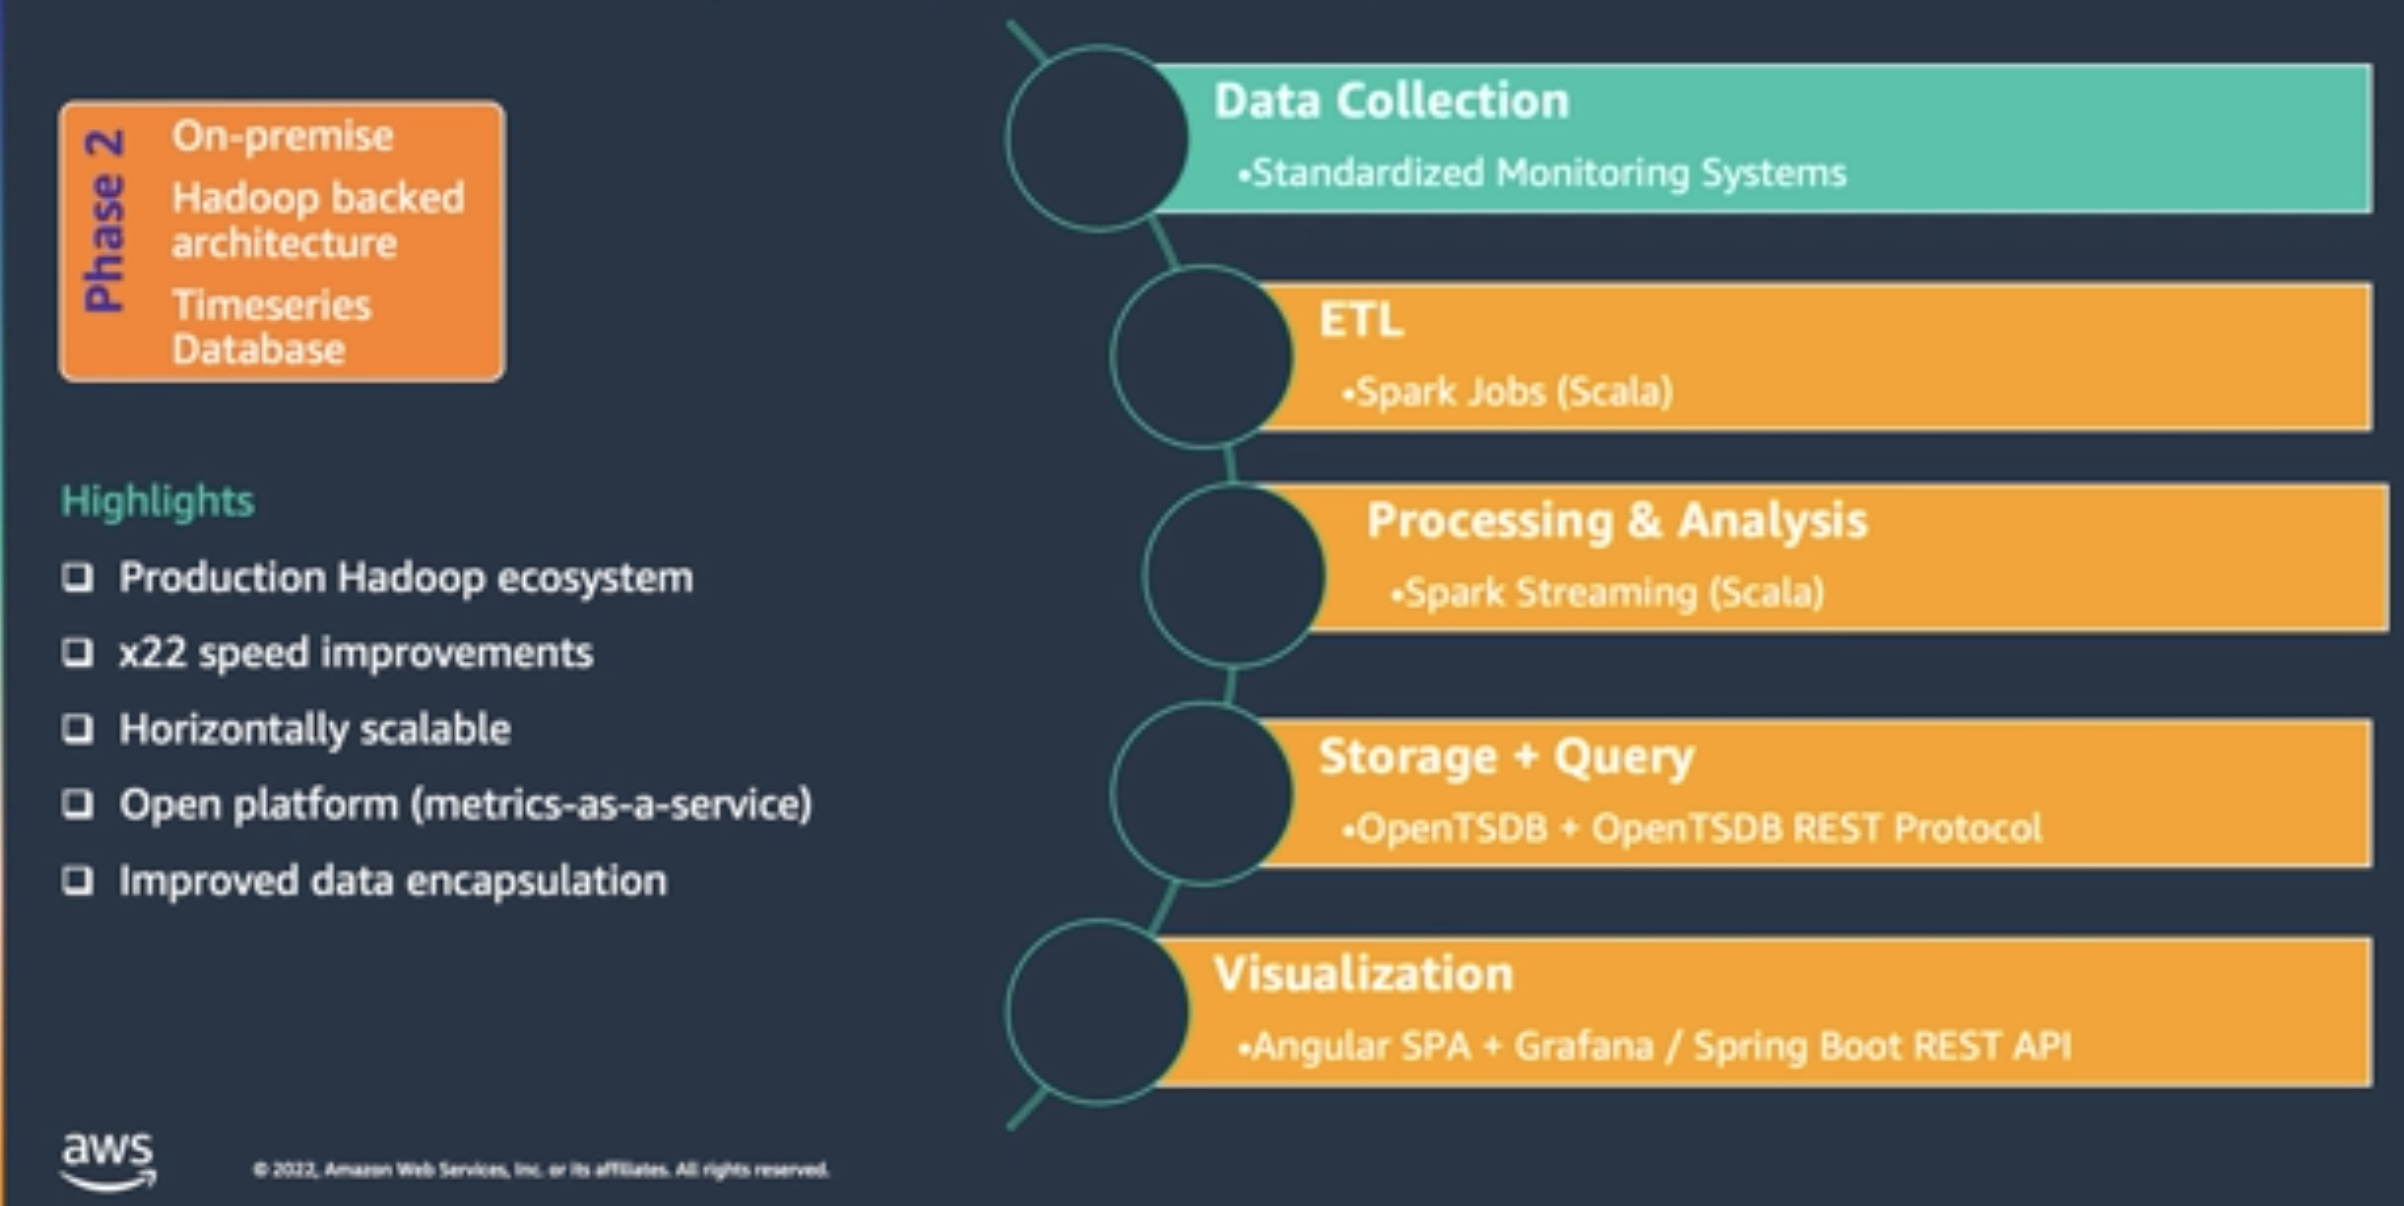 Phase 2
On-premise
Hadoop backed
architecture
Timeseries
Database
Highlights
❑ Production Hadoop ecosystem
❑ x22 speed improvements
❑ Horizontally scalable
❑ Open platform (metrics-as-a-service)
❑ Improved data encapsulation
Data Collection
•Standardized Monitoring Systems
ETL
•Spark Jobs (Scala)
Processing & Analysis
•Spark Streaming (Scala)
Storage + Query
•OpenTSDB + OpenTSDB REST Protocol
Visualization
•Angular SPA + Grafana / Spring Boot REST API
aws
© 2022, Amazon Web Services, Inc. or its affiliates. All rights reserved.